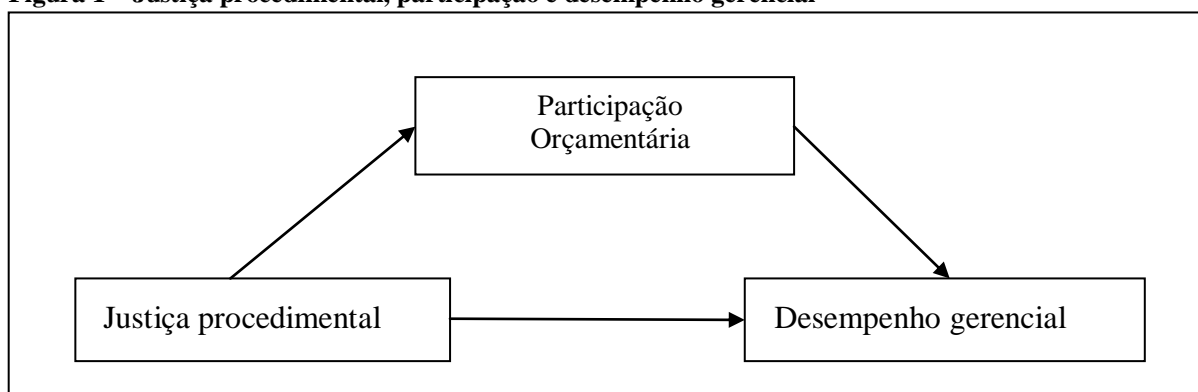 Figura 1 – Justiça procedimental, participação e desempenho gerencial
Participação
Orçamentária
Justiça procedimental
Desempenho gerencial